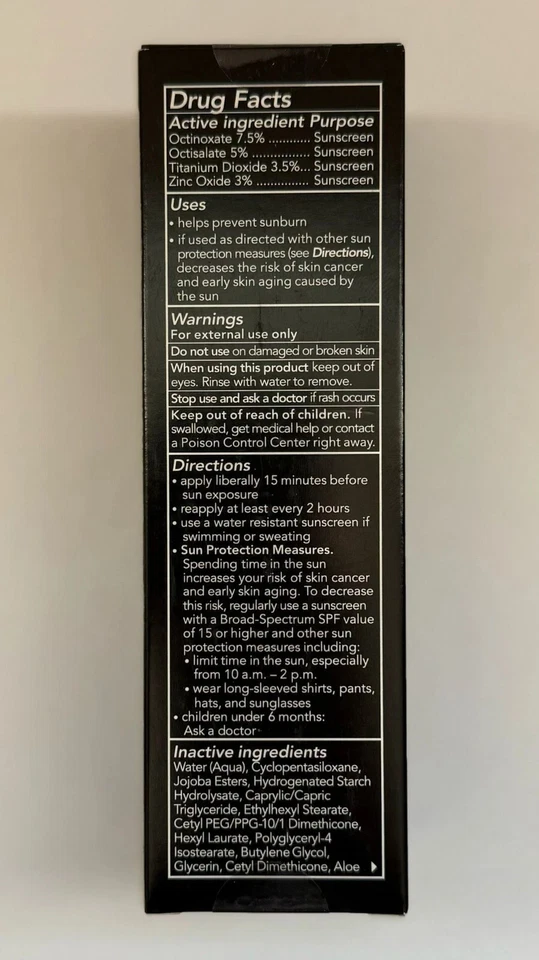 Drug Facts
Active ingredient Purpose
Octinoxate 7.5% ............ Sunscreen
Octisalate 5% ................ Sunscreen
Titanium Dioxide 3.5%... Sunscreen
Zinc Oxide 3% ............... Sunscreen
Uses
• helps prevent sunburn
• if used as directed with other sun
protection measures (see Directions),
decreases the risk of skin cancer
and early skin aging caused by
the sun
Warnings
For external use only
Do not use on damaged or broken skin
When using this product keep out of
eyes. Rinse with water to remove.
Stop use and ask a doctor if rash occurs
Keep out of reach of children. If
swallowed, get medical help or contact
a Poison Control Center right away.
Directions
• apply liberally 15 minutes before
sun exposure
• reapply at least every 2 hours
• use a water resistant sunscreen if
swimming or sweating
• Sun Protection Measures.
Spending time in the sun
increases your risk of skin cancer
and early skin aging. To decrease
this risk, regularly use a sunscreen
with a Broad-Spectrum SPF value
of 15 or higher and other sun
protection measures including:
• limit time in the sun, especially
from 10 a.m. – 2 p.m.
• wear long-sleeved shirts, pants,
hats, and sunglasses
• children under 6 months:
Ask a doctor
Inactive ingredients
Water (Aqua), Cyclopentasiloxane,
Jojoba Esters, Hydrogenated Starch
Hydrolysate, Caprylic/Capric
Triglyceride, Ethylhexyl Stearate,
Cetyl PEG/PPG-10/1 Dimethicone,
Hexyl Laurate, Polyglyceryl-4
Isostearate, Butylene Glycol,
Glycerin, Cetyl Dimethicone, Aloe